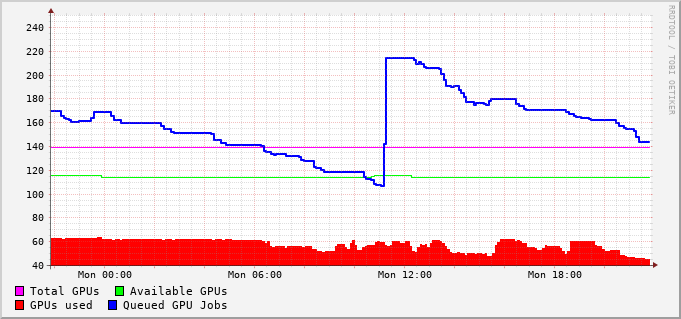 RRDTOOL / TOBI OETIKER
240
220
200
180
160
140
120
100
80
60
40
Mon 00:00 Mon 06:00 Mon 12:00 Mon 18:00
Total GPUs Available GPUs
GPUs used Queued GPU Jobs